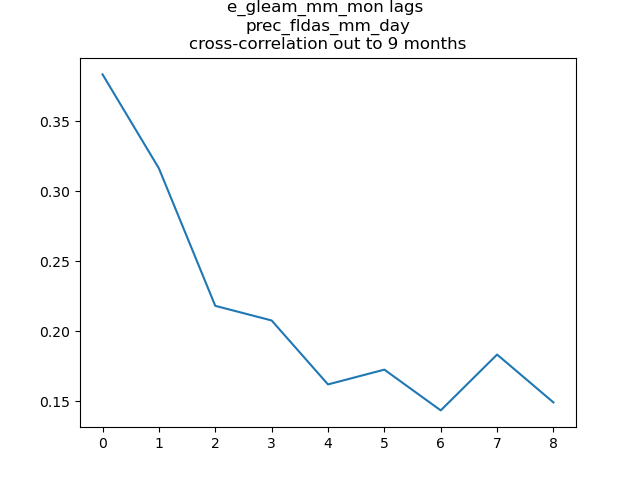 e_gleam_mm_mon lags
prec_fldas_mm_day
cross-correlation out to 9 months
0.35
0.30
0.25
0.20
0.15
0 1 2 3 4 5 6 7 8